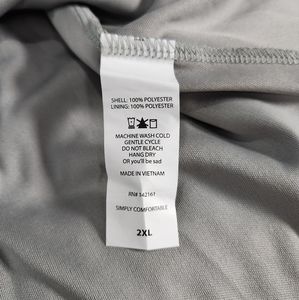 SHELL: 100% POLYESTER
LINING: 100% POLYESTER
MACHINE WASH COLD
GENTLE CYCLE
DO NOT BLEACH
HANG DRY
OR you'll be sad
MADE IN VIETNAM
RN# 142161
SIMPLY COMFORTABLE
2XL